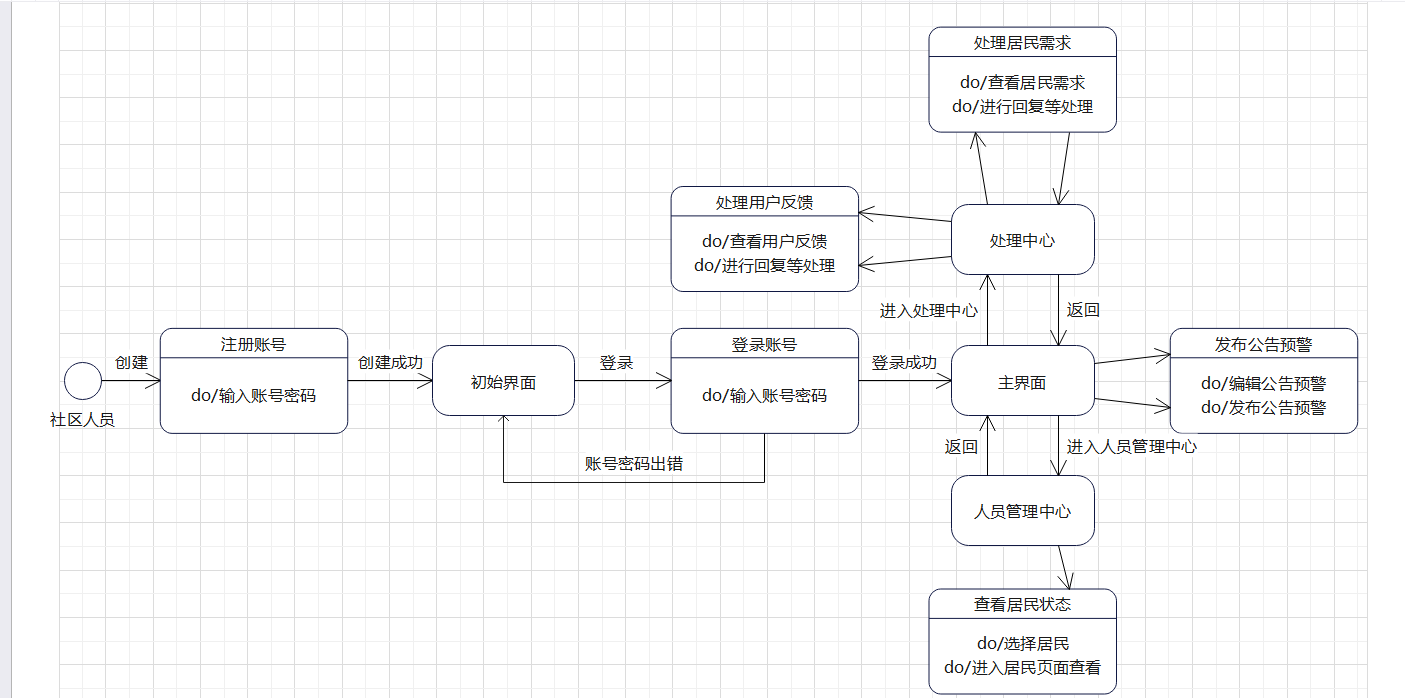 处理居民需求
do/查看居民需求
do/进行回复等处理
处理用户反馈
do/查看用户反馈
do/进行回复等处理
处理中心
进入处理中心
返回
创建
注册账号
do/输入账号密码
创建成功
初始界面
登录
登录账号
do/输入账号密码
登录成功
主界面
发布公告预警
do/编辑公告预警
do/发布公告预警
社区人员
账号密码出错
返回
进入人员管理中心
人员管理中心
查看居民状态
do/选择居民
do/进入居民页面查看